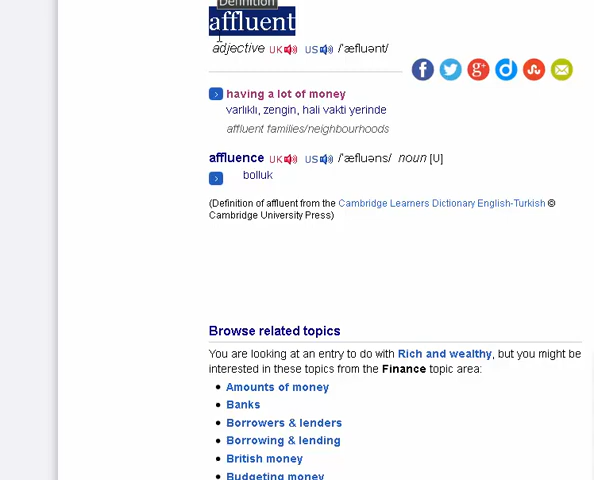 Definition
affluent
adjective UK US /ˈæfluənt/
having a lot of money
varlıklı, zengin, hali vakti yerinde
affluent families/neighbourhoods
affluence UK US /ˈæfluəns/ noun [U]
bolluk
(Definition of affluent from the Cambridge Learners Dictionary English-Turkish ©
Cambridge University Press)
Browse related topics
You are looking at an entry to do with Rich and wealthy, but you might be
interested in these topics from the Finance topic area:
Amounts of money
Banks
Borrowers & lenders
Borrowing & lending
British money
Budgeting money